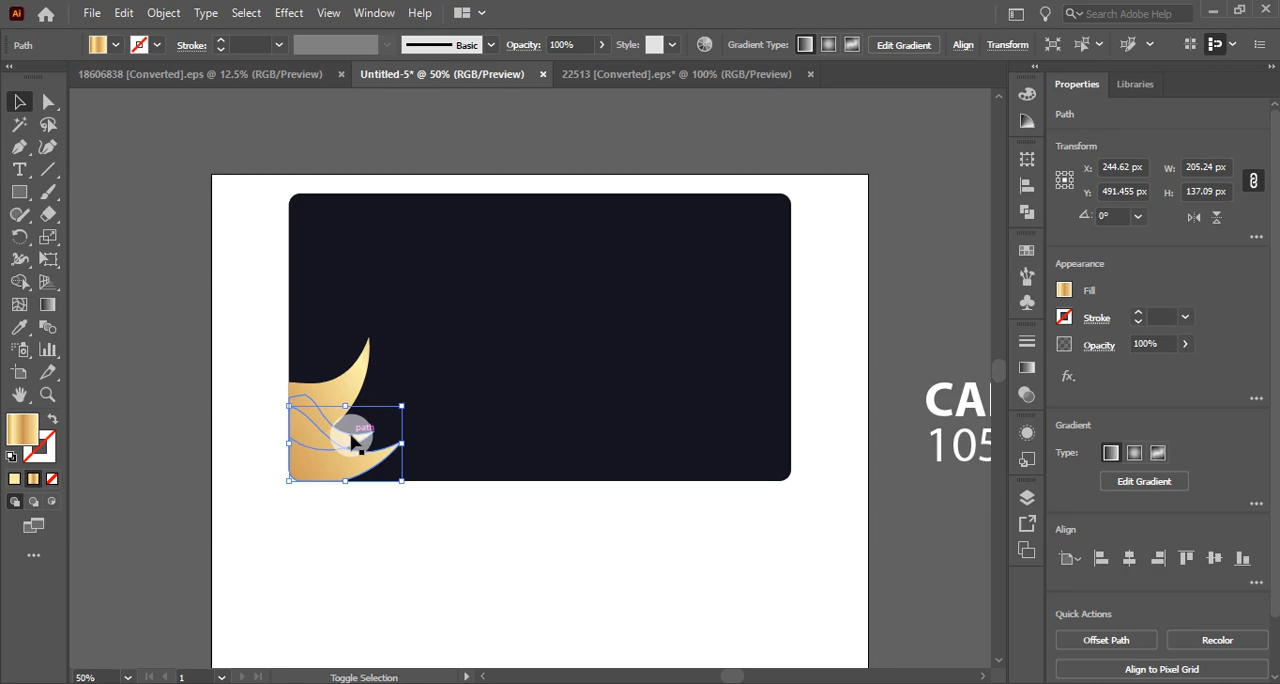 Ai File Edit Object Type Select Effect View Window Help Search Adobe Help
Path Stroke: Basic Opacity: 100% Style: Gradient Type: Edit Gradient Align Transform
18606838 [Converted].eps @ 12.5% (RGB/Preview) × Untitled-5* @ 50% (RGB/Preview) × 22513 [Converted].eps* @ 100% (RGB/Preview) ×
Properties Libraries
Path
Transform
X: 244.62 px W: 205.24 px
Y: 491.455 px H: 137.09 px
0°
Appearance
Fill
Stroke
Opacity 100%
fx.
Gradient
Type:
Edit Gradient
Align
Quick Actions
Offset Path Recolor
Align to Pixel Grid
path
CAI
105
50% 1 Toggle Selection